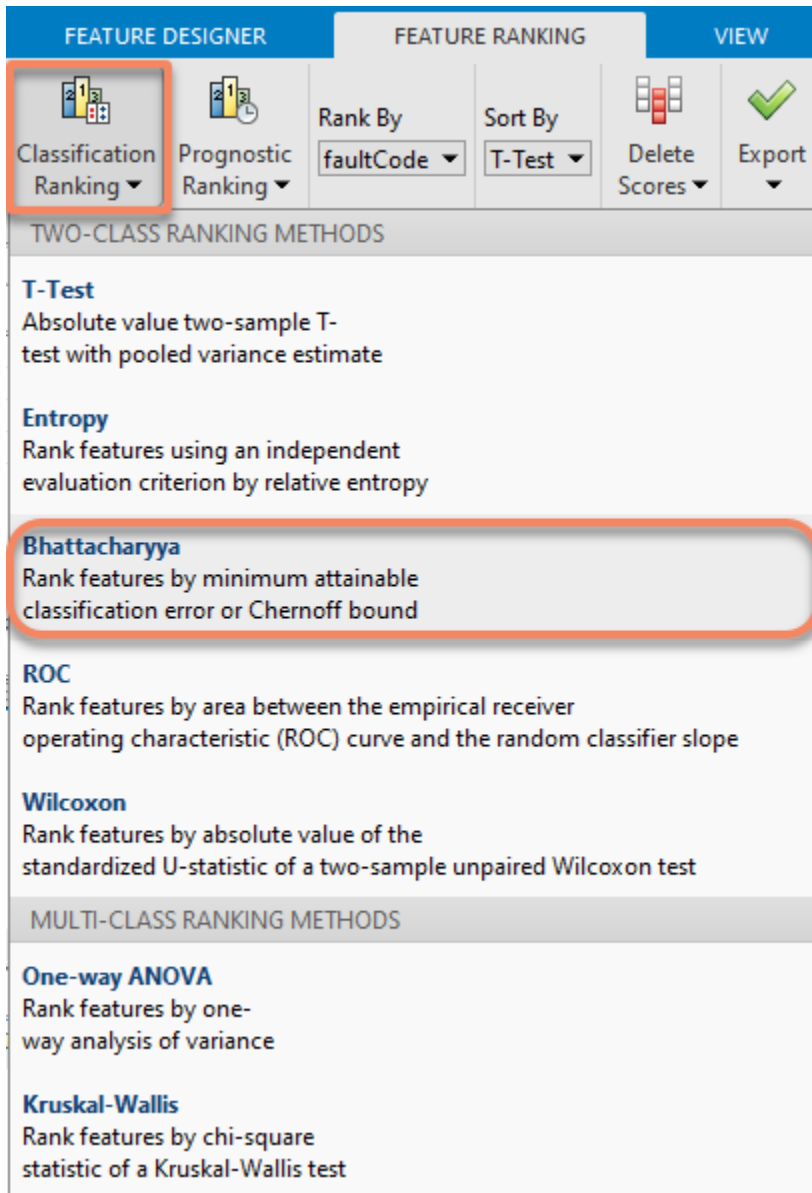 FEATURE DESIGNER FEATURE RANKING VIEW
Classification Ranking
Prognostic Ranking
Rank By
faultCode
Sort By
T-Test
Delete Scores
Export
TWO-CLASS RANKING METHODS
T-Test
Absolute value two-sample T-
test with pooled variance estimate
Entropy
Rank features using an independent
evaluation criterion by relative entropy
Bhattacharyya
Rank features by minimum attainable
classification error or Chernoff bound
ROC
Rank features by area between the empirical receiver
operating characteristic (ROC) curve and the random classifier slope
Wilcoxon
Rank features by absolute value of the
standardized U-statistic of a two-sample unpaired Wilcoxon test
MULTI-CLASS RANKING METHODS
One-way ANOVA
Rank features by one-
way analysis of variance
Kruskal-Wallis
Rank features by chi-square
statistic of a Kruskal-Wallis test